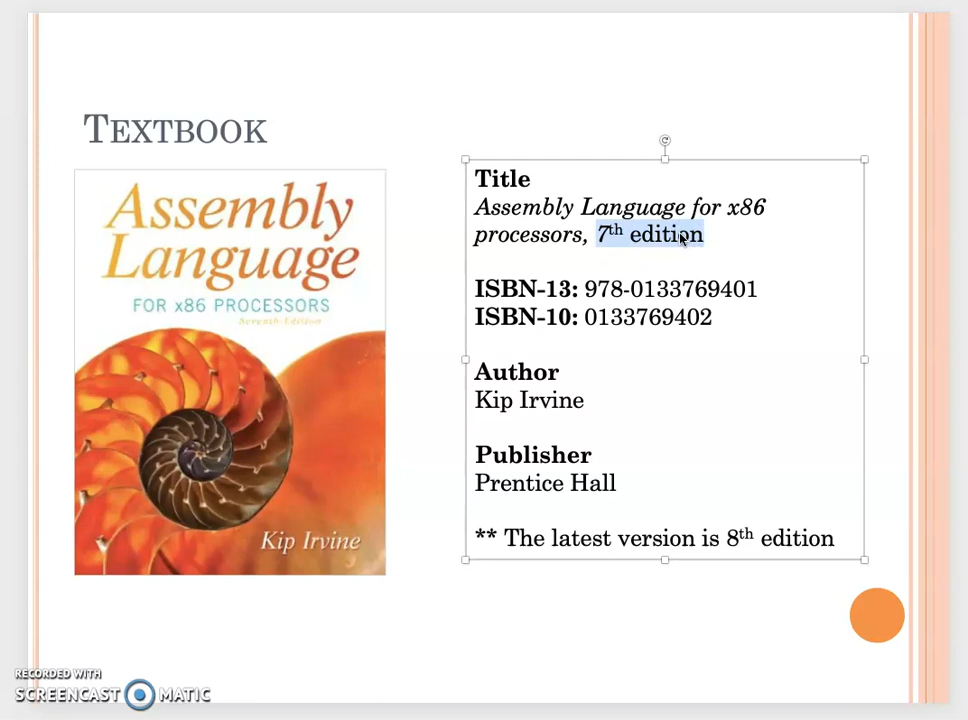 TEXTBOOK
Assembly
Language
FOR x86 PROCESSORS
Seventh Edition
Kip Irvine
Title
Assembly Language for x86
processors, 7th edition
ISBN-13: 978-0133769401
ISBN-10: 0133769402
Author
Kip Irvine
Publisher
Prentice Hall
** The latest version is 8th edition
RECORDED WITH
SCREENCAST MATIC